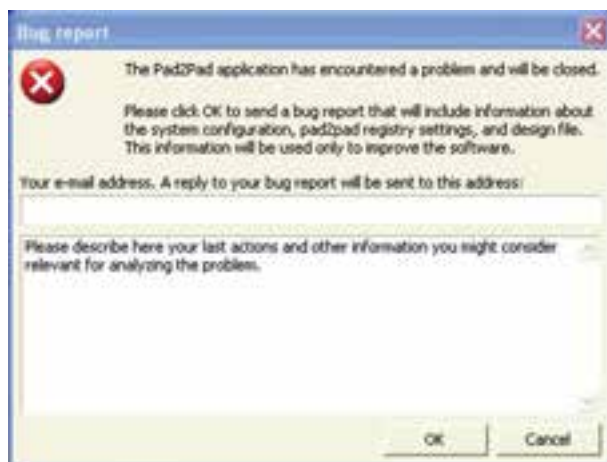 Bug report
The Pad2Pad application has encountered a problem and will be closed.
Please click OK to send a bug report that will include information about
the system configuration, pad2pad registry settings, and design file.
This information will be used only to improve the software.
Your e-mail address. A reply to your bug report will be sent to this address:
Please describe here your last actions and other information you might consider
relevant for analyzing the problem.
OK Cancel